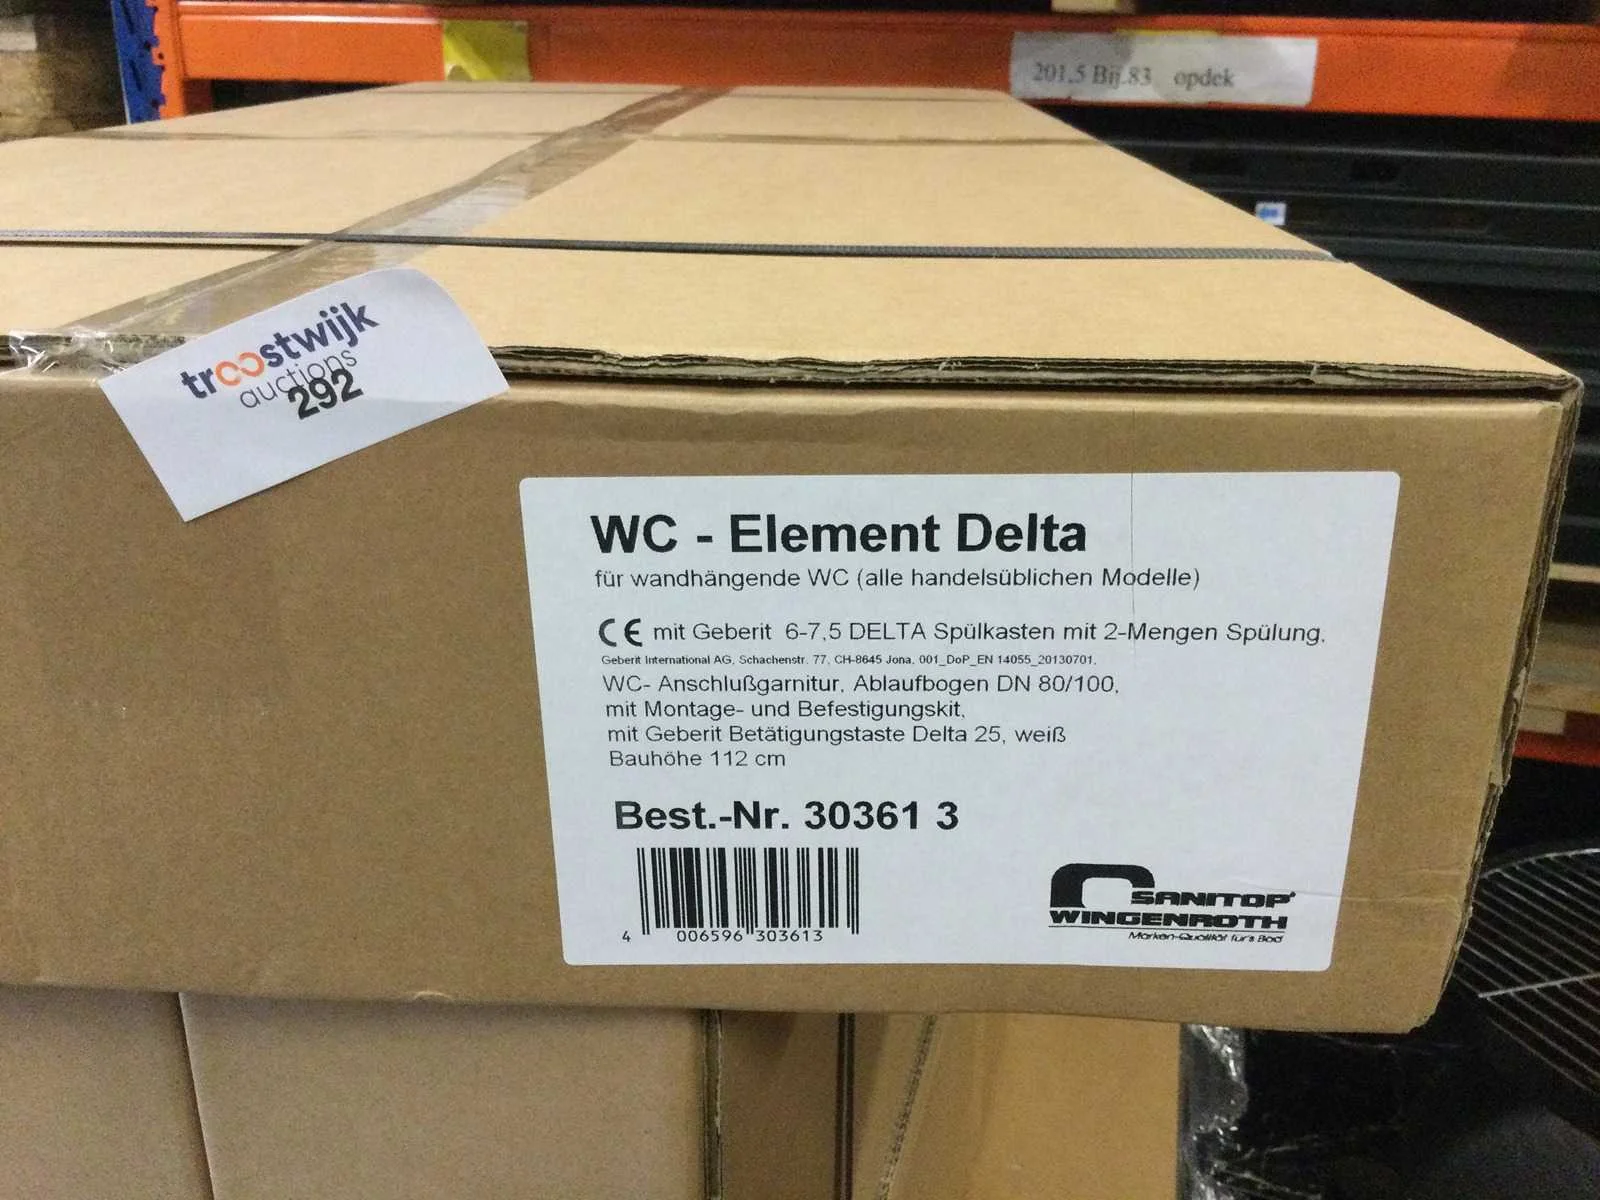 201.5 Bij.83 opdek
troostwijk
auctions
292
WC - Element Delta
für wandhängende WC (alle handelsüblichen Modelle)
CE mit Geberit 6-7,5 DELTA Spülkasten mit 2-Mengen Spülung,
Geberit International AG, Schachenstr. 77, CH-8645 Jona, 001_DoP_EN 14055_20130701,
WC- Anschlußgarnitur, Ablaufbogen DN 80/100,
mit Montage- und Befestigungskit,
mit Geberit Betätigungstaste Delta 25, weiß
Bauhöhe 112 cm
Best.-Nr. 30361 3
4 006596 303613
SANITOP
WINGENROTH
Marken-Qualität für's Bad